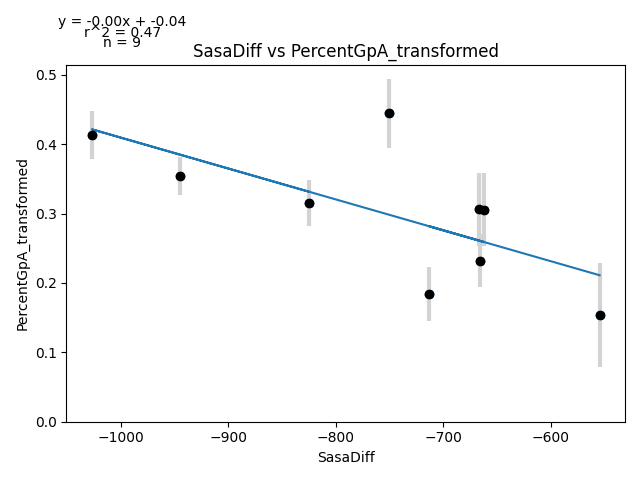 y = -0.00x + -0.04
r^2 = 0.47
n = 9
SasaDiff vs PercentGpA_transformed
0.5
0.4
0.3
0.2
0.1
0.0
PercentGpA_transformed
−1000
−900
−800
−700
−600
SasaDiff